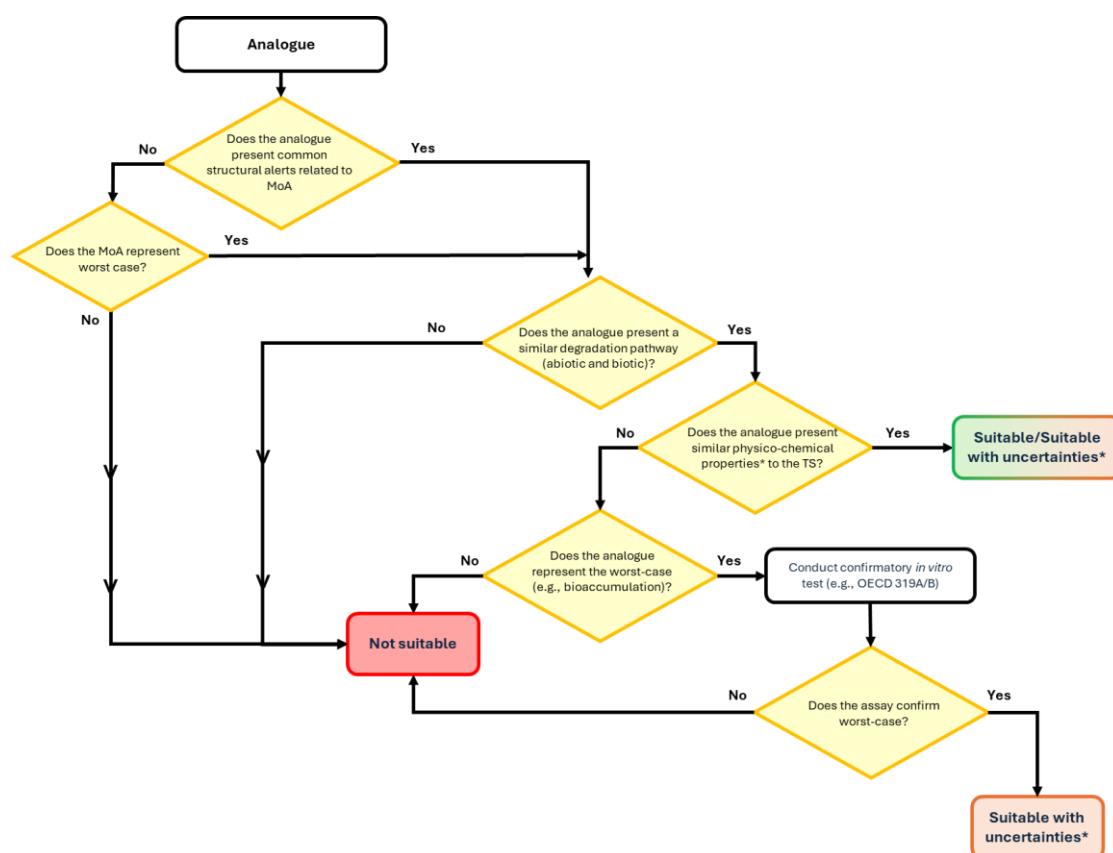 Analogue
Does the analogue
present common
structural alerts related to
MoA
No
Yes
Does the MoA represent
worst case?
Yes
No
No
Does the analogue present a
similar degradation pathway
(abiotic and biotic)?
Yes
No
Does the analogue present
similar physico-chemical
properties* to the TS?
Yes
Suitable/Suitable
with uncertainties*
No
Does the analogue
represent the worst-case
(e.g., bioaccumulation)?
Yes
Conduct confirmatory in vitro
test (e.g., OECD 319A/B)
Not suitable
No
Does the assay confirm
worst-case?
Yes
Suitable with
uncertainties*